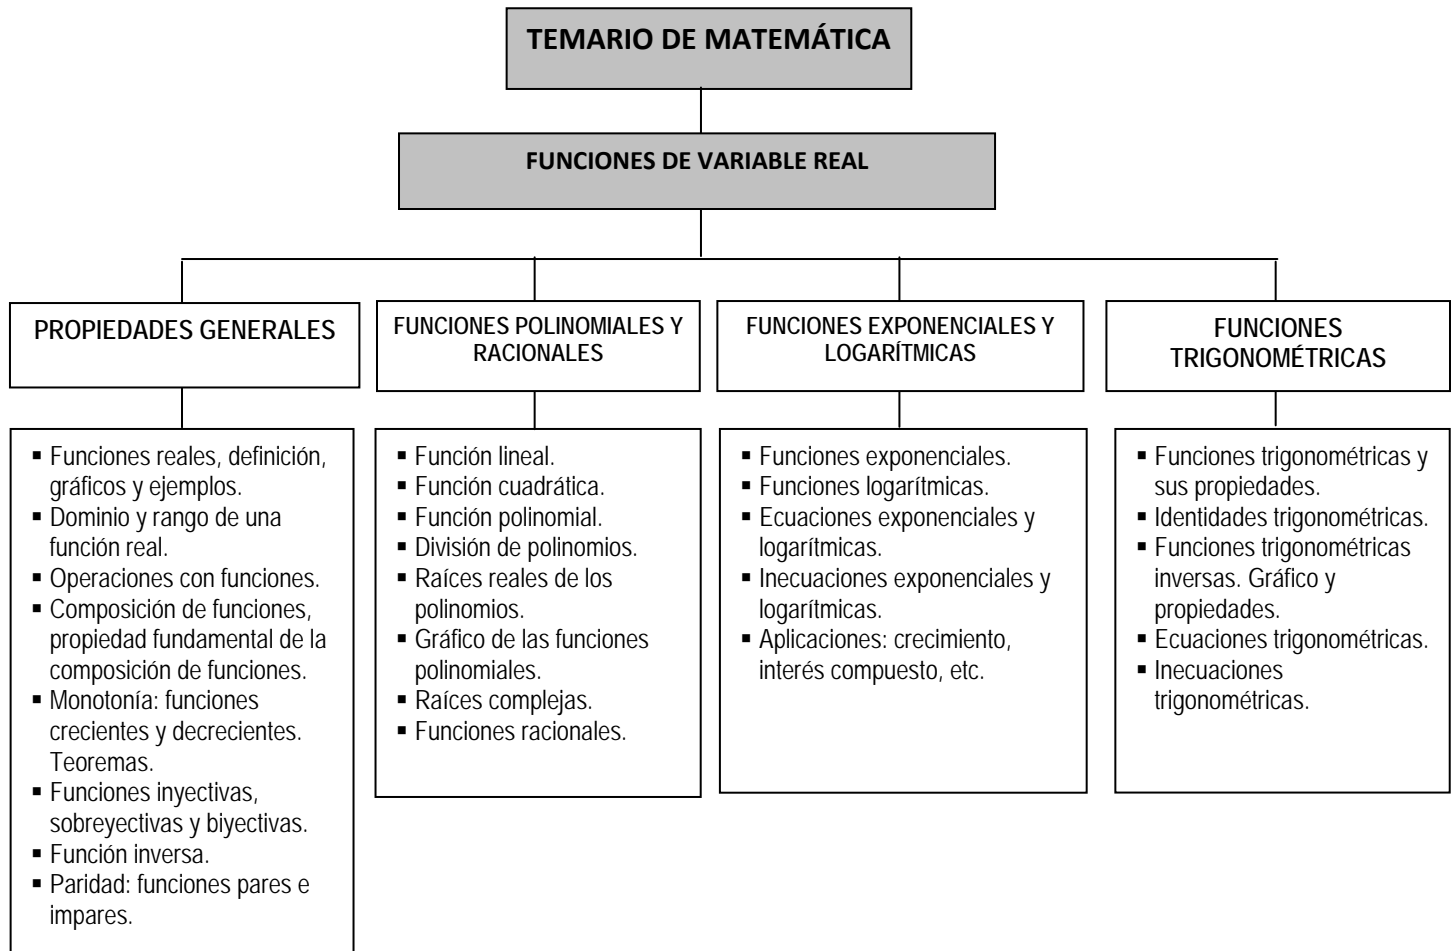 TEMARIO DE MATEMÁTICA
FUNCIONES DE VARIABLE REAL
PROPIEDADES GENERALES
▪ Funciones reales, definición,
gráficos y ejemplos.
▪ Dominio y rango de una
función real.
▪ Operaciones con funciones.
▪ Composición de funciones,
propiedad fundamental de la
composición de funciones.
▪ Monotonía: funciones
crecientes y decrecientes.
Teoremas.
▪ Funciones inyectivas,
sobreyectivas y biyectivas.
▪ Función inversa.
▪ Paridad: funciones pares e
impares.
FUNCIONES POLINOMIALES Y
RACIONALES
▪ Función lineal.
▪ Función cuadrática.
▪ Función polinomial.
▪ División de polinomios.
▪ Raíces reales de los
polinomios.
▪ Gráfico de las funciones
polinomiales.
▪ Raíces complejas.
▪ Funciones racionales.
FUNCIONES EXPONENCIALES Y
LOGARÍTMICAS
▪ Funciones exponenciales.
▪ Funciones logarítmicas.
▪ Ecuaciones exponenciales y
logarítmicas.
▪ Inecuaciones exponenciales y
logarítmicas.
▪ Aplicaciones: crecimiento,
interés compuesto, etc.
FUNCIONES
TRIGONOMÉTRICAS
▪ Funciones trigonométricas y
sus propiedades.
▪ Identidades trigonométricas.
▪ Funciones trigonométricas
inversas. Gráfico y
propiedades.
▪ Ecuaciones trigonométricas.
▪ Inecuaciones
trigonométricas.